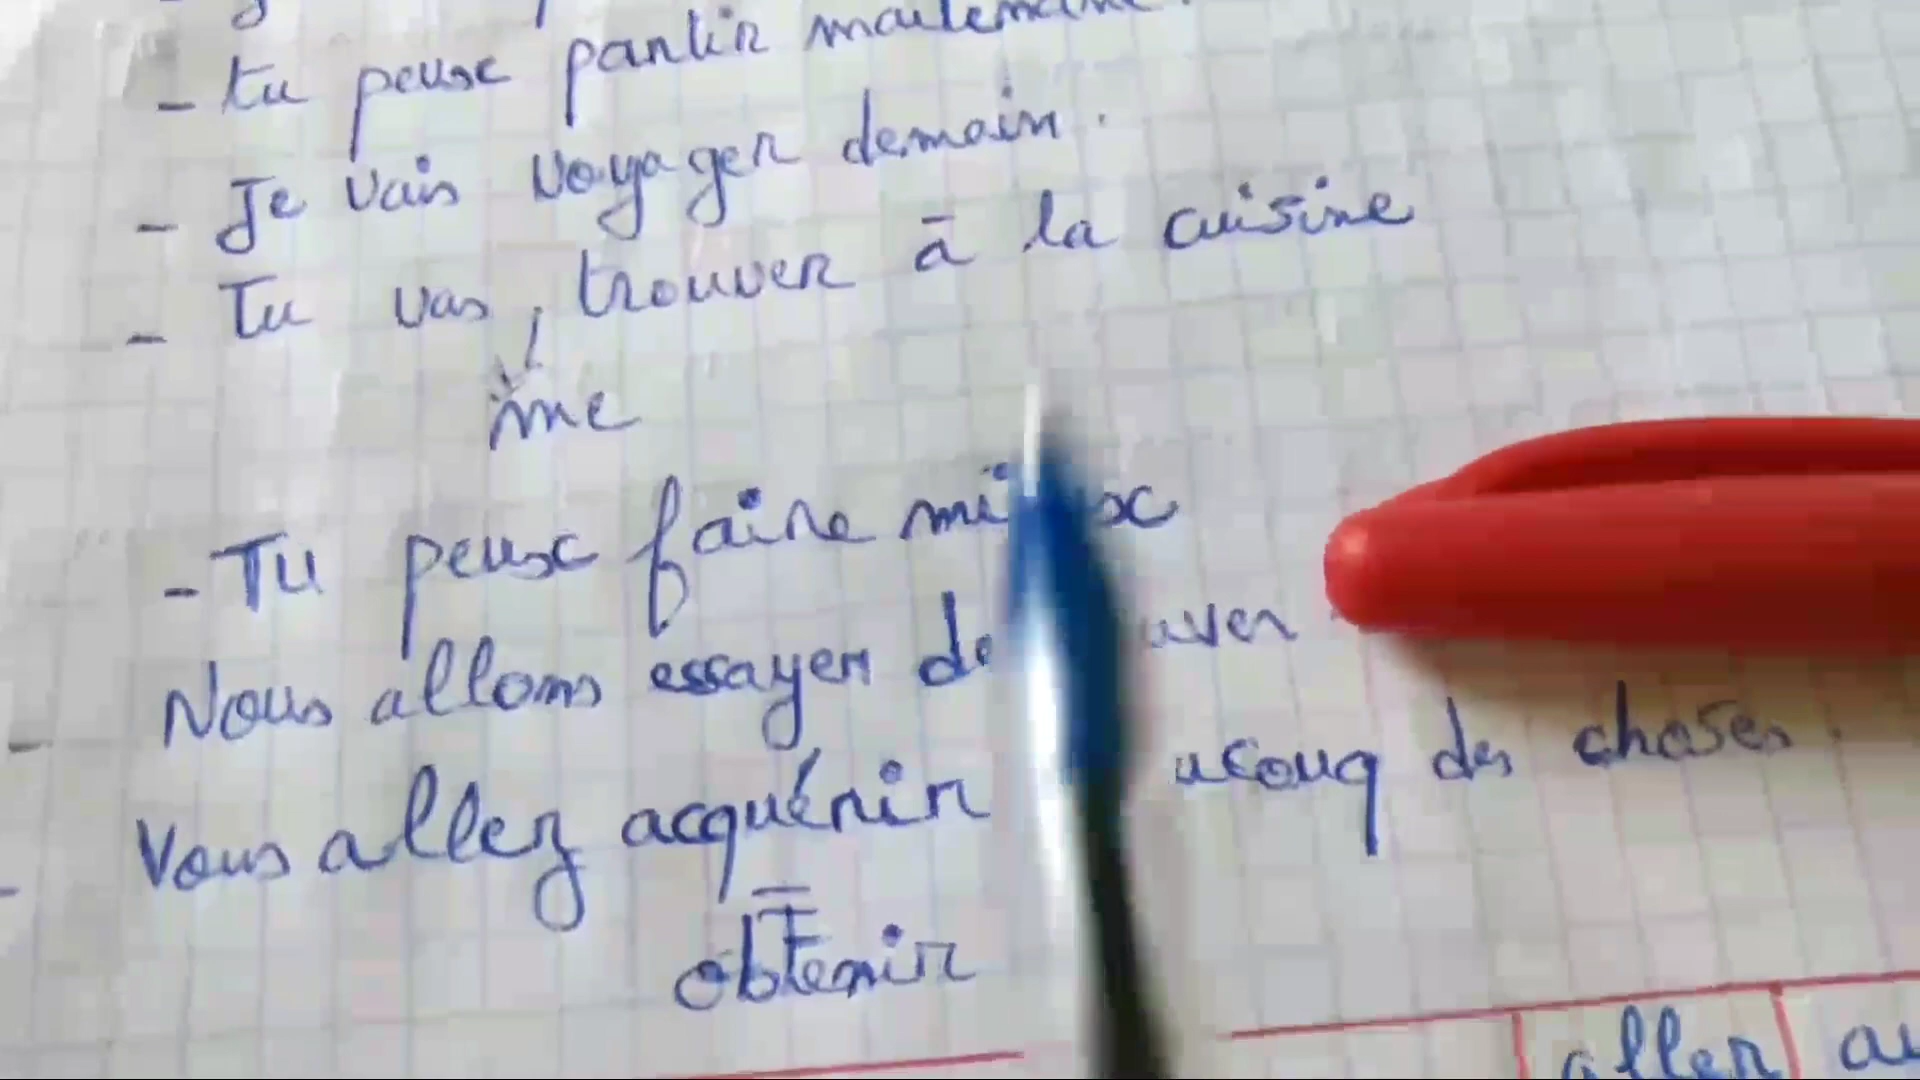 - tu peux partir maintenant.
- Je vais voyager demain.
- Tu vas, trouver à la cuisine
me
- Tu peux faire
Nous allons essayer de
Vous allez acquérir des choses.
=
obtenir
aller